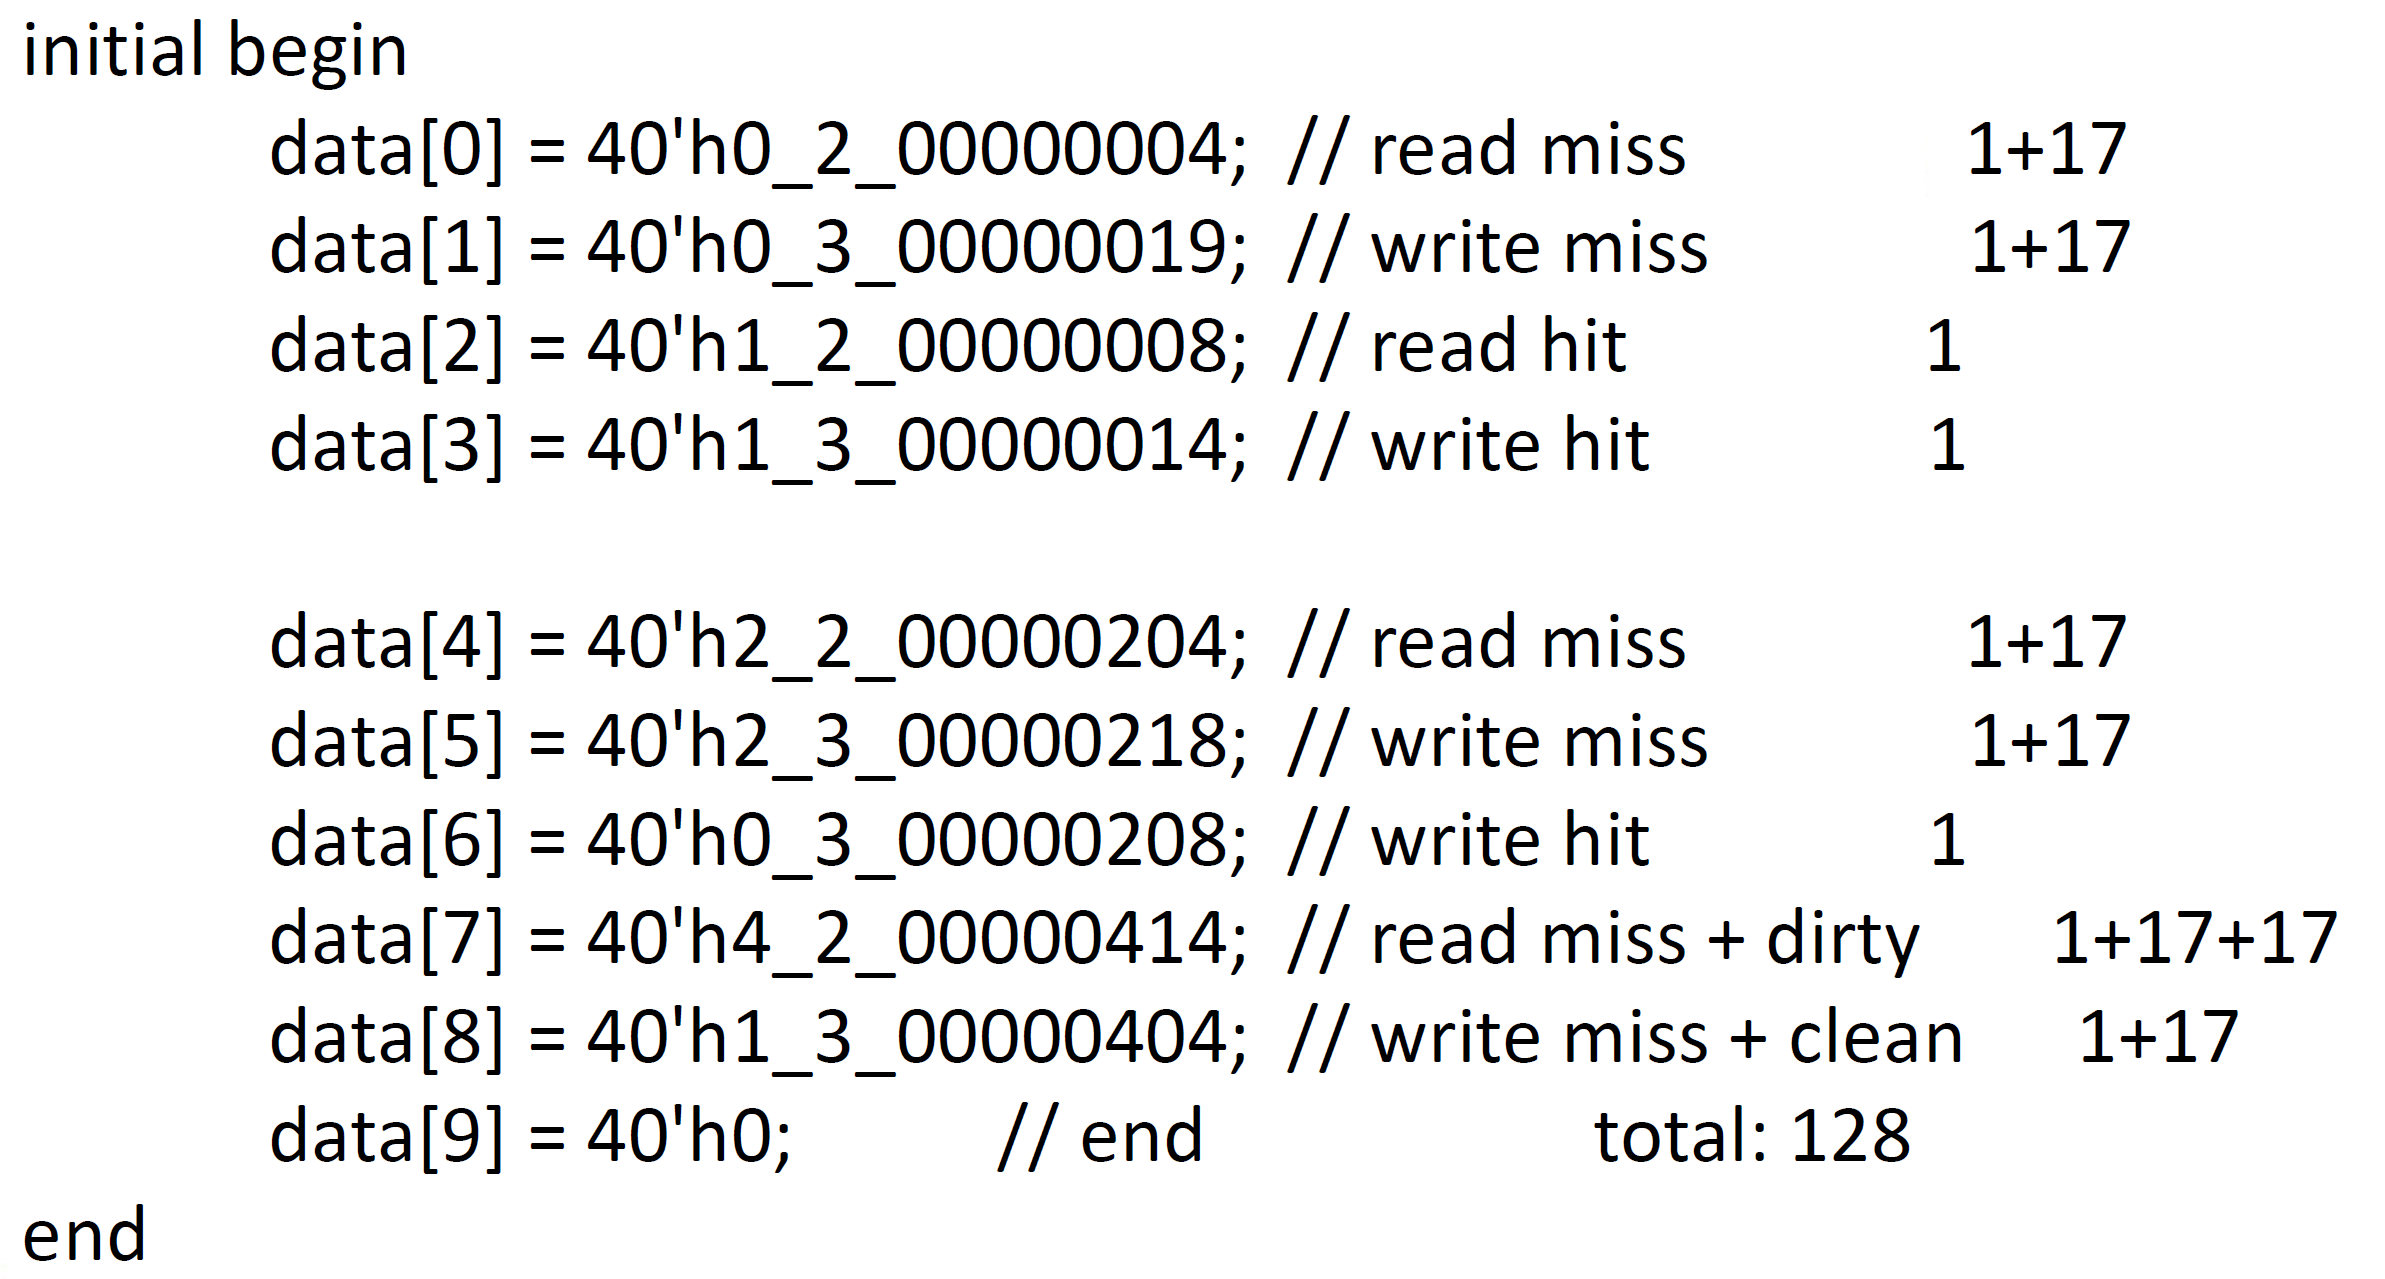 initial begin
data[0] = 40'h0_2_00000004; // read miss 1+17
data[1] = 40'h0_3_00000019; // write miss 1+17
data[2] = 40'h1_2_00000008; // read hit 1
data[3] = 40'h1_3_00000014; // write hit 1
data[4] = 40'h2_2_00000204; // read miss 1+17
data[5] = 40'h2_3_00000218; // write miss 1+17
data[6] = 40'h0_3_00000208; // write hit 1
data[7] = 40'h4_2_00000414; // read miss + dirty 1+17+17
data[8] = 40'h1_3_00000404; // write miss + clean 1+17
data[9] = 40'h0; // end total: 128
end